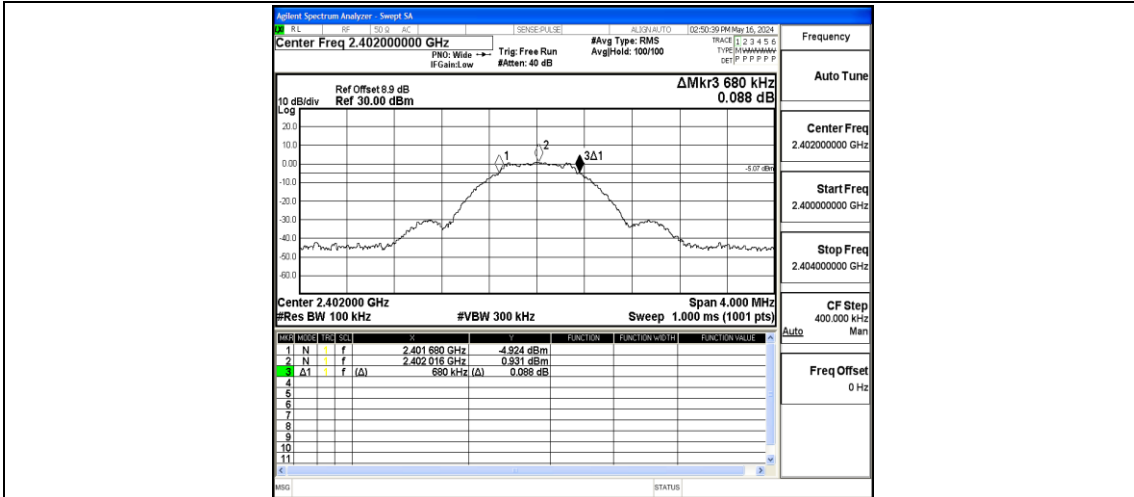 Agilent Spectrum Analyzer - Swept SA
RL RF 50 Ω AC SENSE:PULSE ALIGN AUTO 02:50:39 PM May 16, 2024
Center Freq 2.402000000 GHz
PNO: Wide
IFGain:Low
Trig: Free Run
#Atten: 40 dB
#Avg Type: RMS
Avg|Hold: 100/100
TRACE 1 2 3 4 5 6
TYPE MWWWWW
DET P P P P P P
ΔMkr3 680 kHz
0.088 dB
Ref Offset 8.9 dB
10 dB/div Ref 30.00 dBm
Log
20.0
10.0
0.00
-10.0
-20.0
-30.0
-40.0
-50.0
-60.0
1
2
3Δ1
-5.07 dBm
Center 2.402000 GHz Span 4.000 MHz
#Res BW 100 kHz #VBW 300 kHz Sweep 1.000 ms (1001 pts)
MKR MODE TRC SCL X Y FUNCTION FUNCTION WIDTH FUNCTION VALUE
1 N 1 f 2.401 680 GHz -4.924 dBm
2 N 1 f 2.402 016 GHz 0.931 dBm
3 Δ1 1 f (Δ) 680 kHz (Δ) 0.088 dB
4
5
6
7
8
9
10
11
MSG STATUS
Frequency
Auto Tune
Center Freq
2.402000000 GHz
Start Freq
2.400000000 GHz
Stop Freq
2.404000000 GHz
CF Step
400.000 kHz
Auto Man
Freq Offset
0 Hz